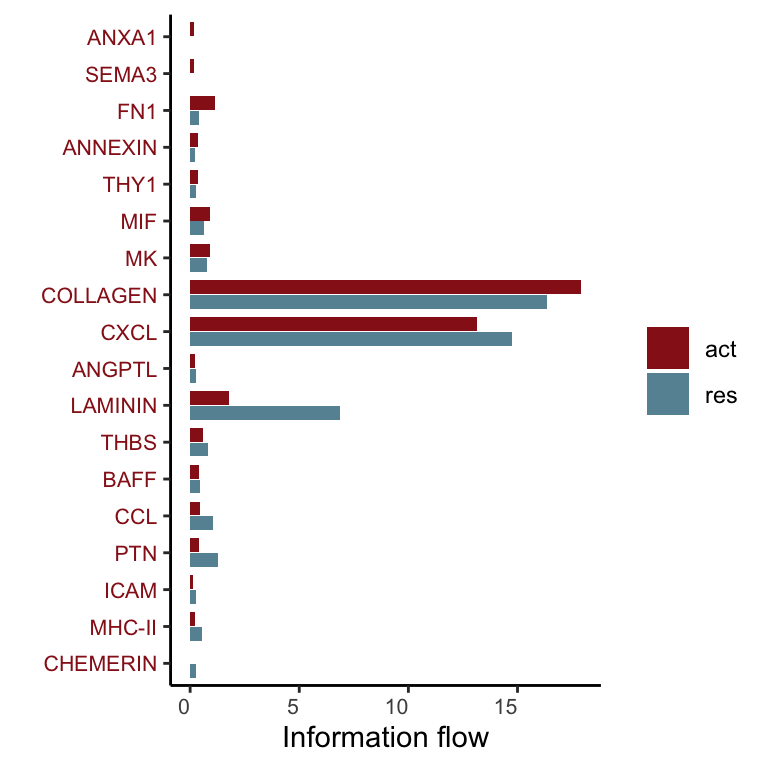 ANXA1
SEMA3
FN1
ANNEXIN
THY1
MIF
MK
COLLAGEN
CXCL
ANGPTL
LAMININ
THBS
BAFF
CCL
PTN
ICAM
MHC-II
CHEMERIN
0 5 10 15
Information flow
act
res